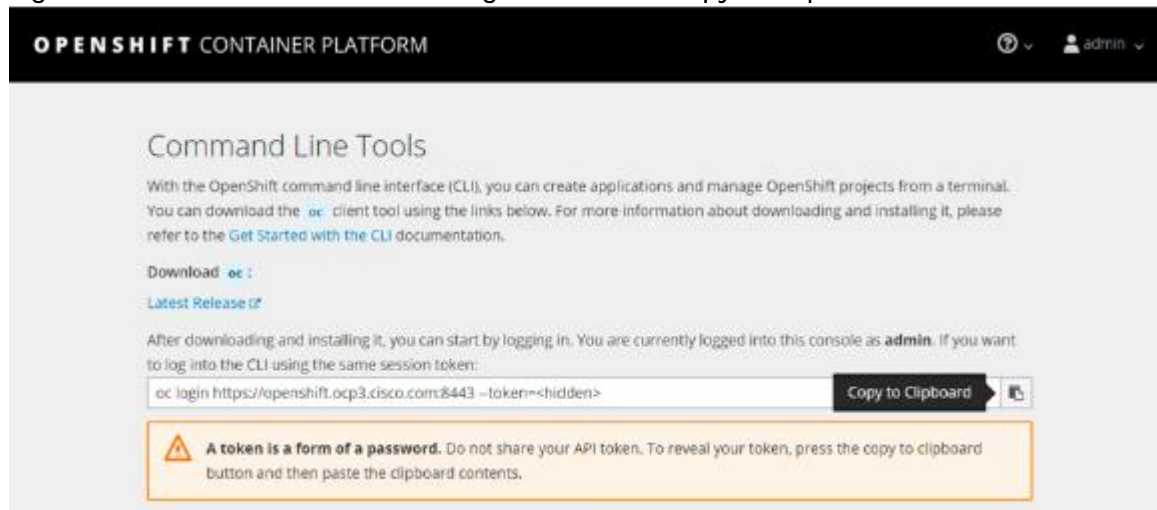 OPENSHIFT CONTAINER PLATFORM
admin
Command Line Tools
With the OpenShift command line interface (CLI), you can create applications and manage OpenShift projects from a terminal.
You can download the oc client tool using the links below. For more information about downloading and installing it, please
refer to the Get Started with the CLI documentation.
Download oc :
Latest Release
After downloading and installing it, you can start by logging in. You are currently logged into this console as admin. If you want
to log into the CLI using the same session token:
oc login https://openshift.ocp3.cisco.com:8443 --token=<hidden>
Copy to Clipboard
A token is a form of a password. Do not share your API token. To reveal your token, press the copy to clipboard
button and then paste the clipboard contents.